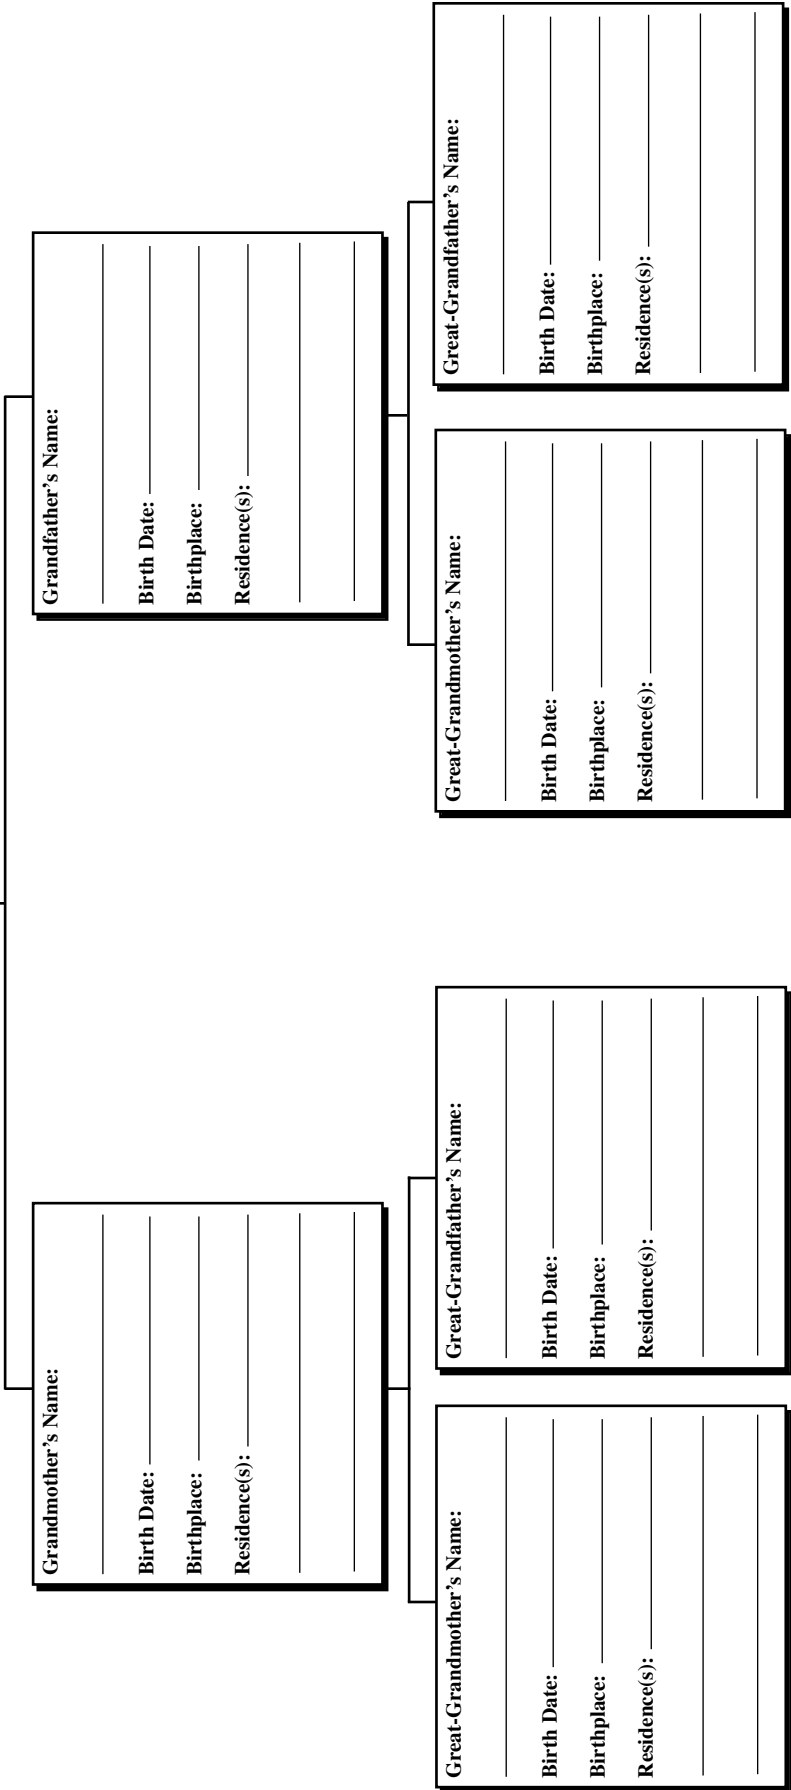 Grandmother’s Name:
Birth Date:
Birthplace:
Residence(s):
Grandfather’s Name:
Birth Date:
Birthplace:
Residence(s):
Great-Grandmother’s Name:
Birth Date:
Birthplace:
Residence(s):
Great-Grandfather’s Name:
Birth Date:
Birthplace:
Residence(s):
Great-Grandmother’s Name:
Birth Date:
Birthplace:
Residence(s):
Great-Grandfather’s Name:
Birth Date:
Birthplace:
Residence(s):